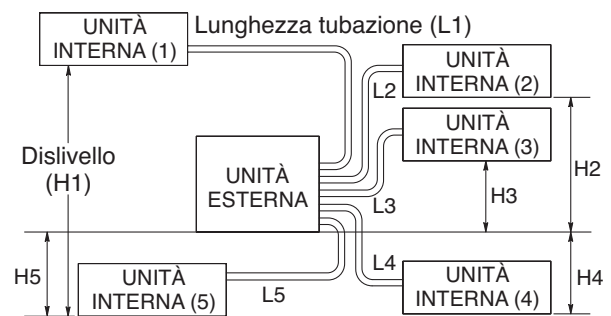 UNITÀ
INTERNA (1)
Lunghezza tubazione (L1)
UNITÀ
INTERNA (2)
L2
UNITÀ
INTERNA (3)
Dislivello
(H1)
UNITÀ
ESTERNA
L3
H3
H2
H5
UNITÀ
INTERNA (5)
L5
L4
UNITÀ
INTERNA (4)
H4